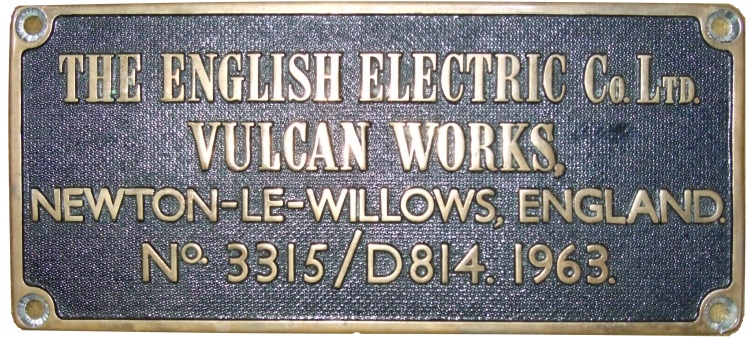 THE ENGLISH ELECTRIC Co. LTD.
VULCAN WORKS,
NEWTON-LE-WILLOWS, ENGLAND.
No. 3315/D814. 1963.